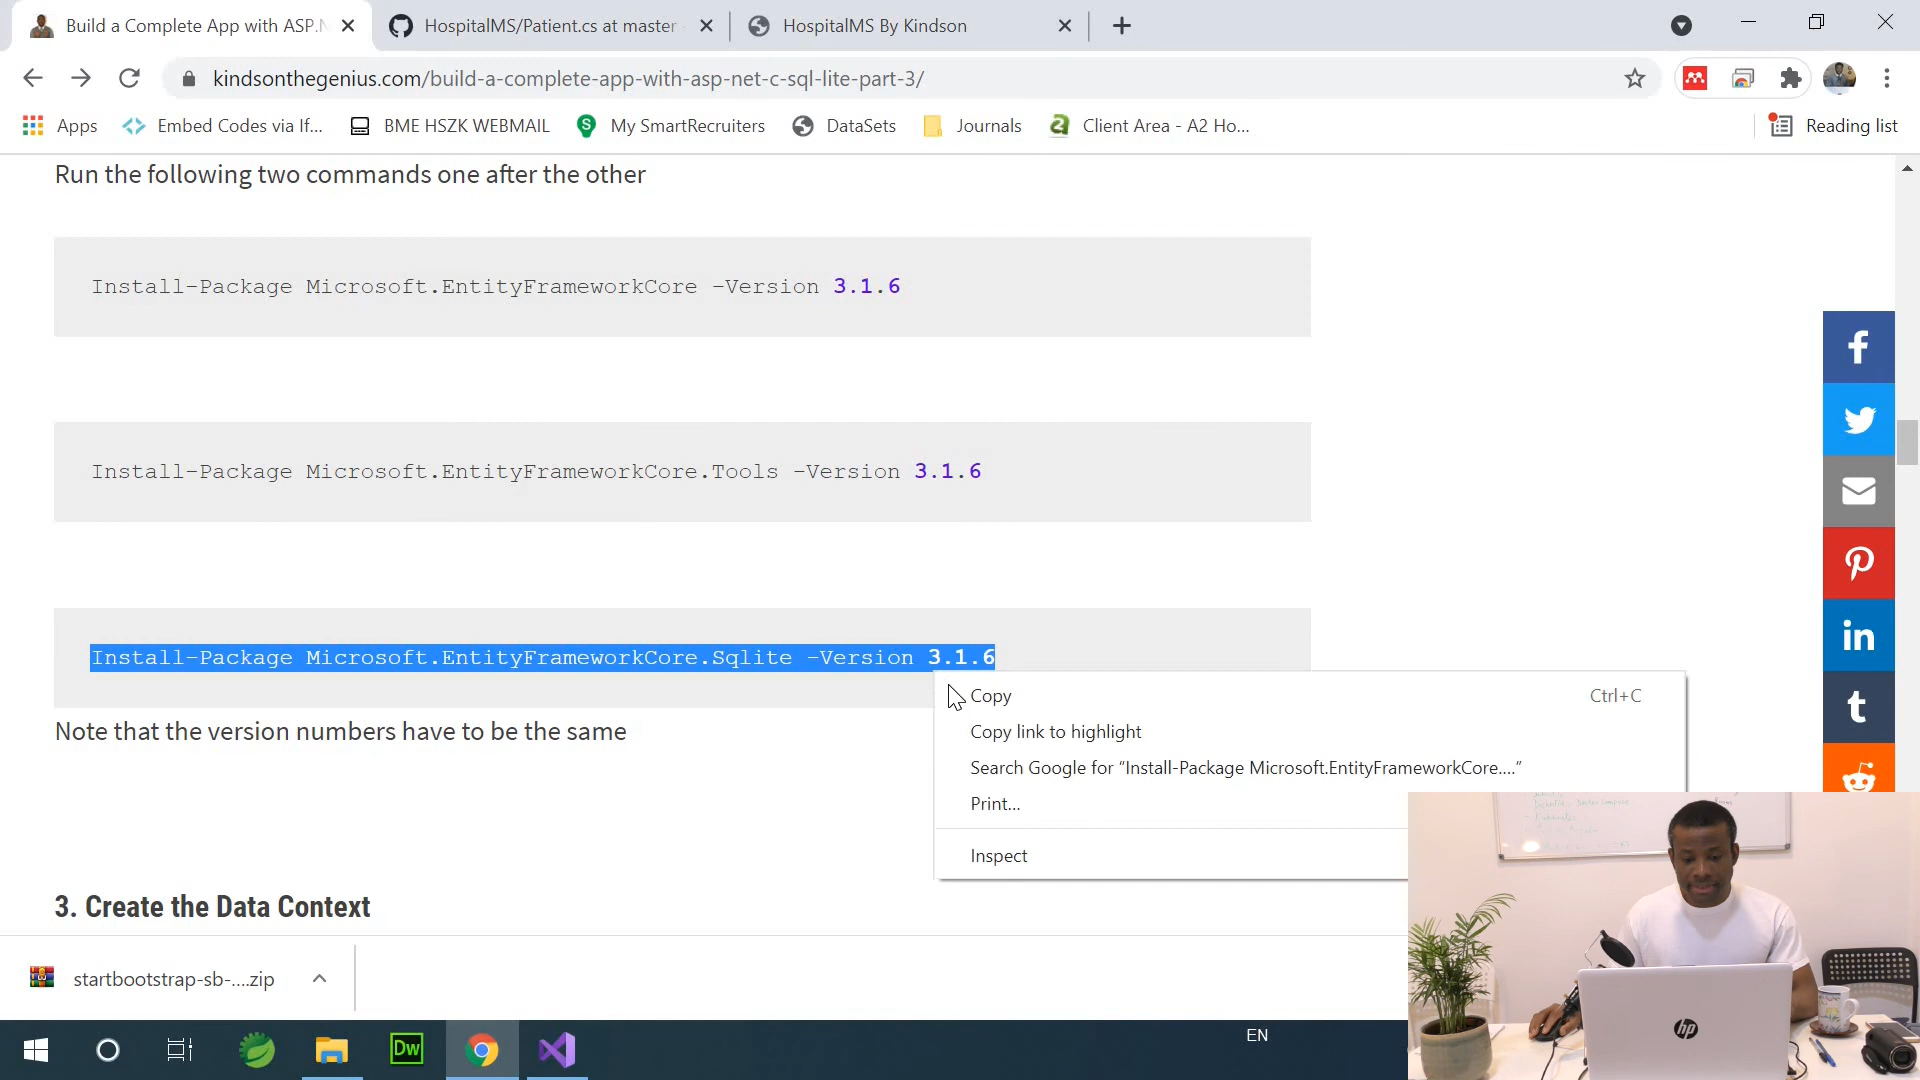 Build a Complete App with ASP.N
HospitalMS/Patient.cs at master
HospitalMS By Kindson
kindsonthegenius.com/build-a-complete-app-with-asp-net-c-sql-lite-part-3/
Apps
Embed Codes via If...
BME HSZK WEBMAIL
My SmartRecruiters
DataSets
Journals
Client Area - A2 Ho...
Reading list
Run the following two commands one after the other
Install-Package Microsoft.EntityFrameworkCore -Version 3.1.6
Install-Package Microsoft.EntityFrameworkCore.Tools -Version 3.1.6
Install-Package Microsoft.EntityFrameworkCore.Sqlite -Version 3.1.6
Copy Ctrl+C
Note that the version numbers have to be the same
Copy link to highlight
Search Google for “Install-Package Microsoft.EntityFrameworkCore....”
Print...
Inspect
3. Create the Data Context
startbootstrap-sb-....zip
Dw
EN
hp